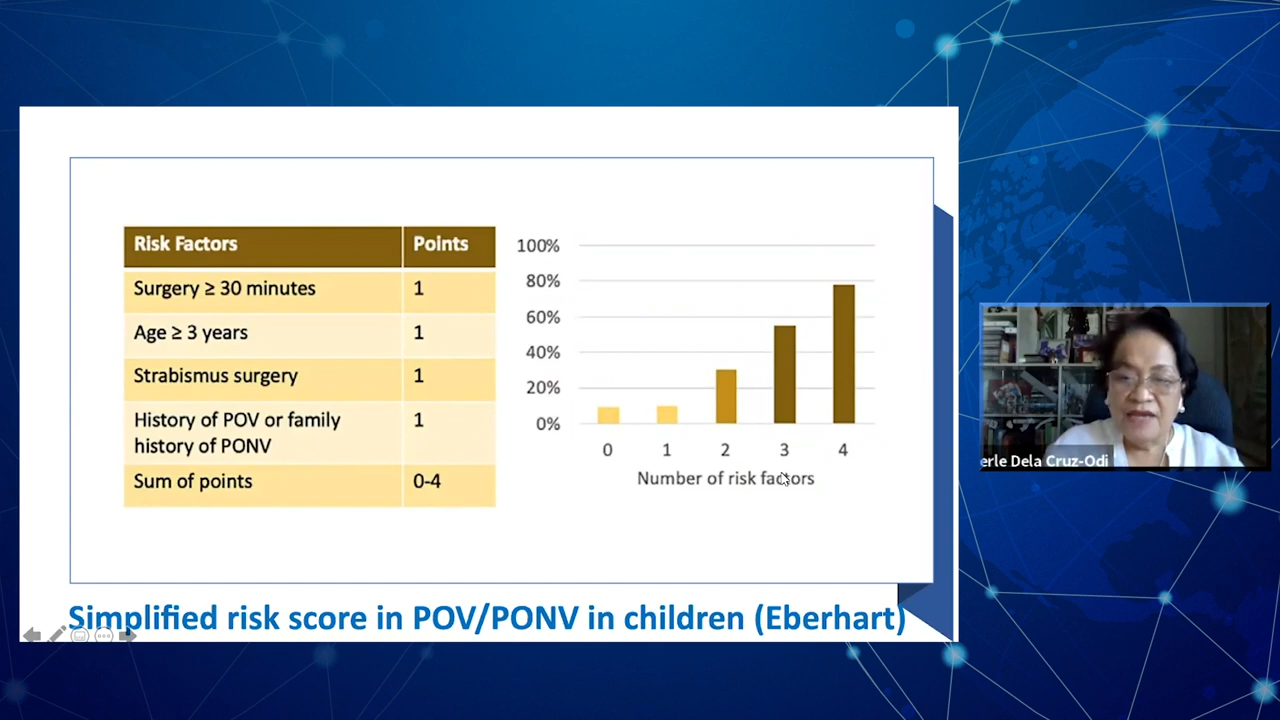 Risk Factors Points
Surgery ≥ 30 minutes 1
Age ≥ 3 years 1
Strabismus surgery 1
History of POV or family 1
history of PONV
Sum of points 0-4
100%
80%
60%
40%
20%
0%
0 1 2 3 4
Number of risk factors
erle Dela Cruz-Odi
Simplified risk score in POV/PONV in children (Eberhart)